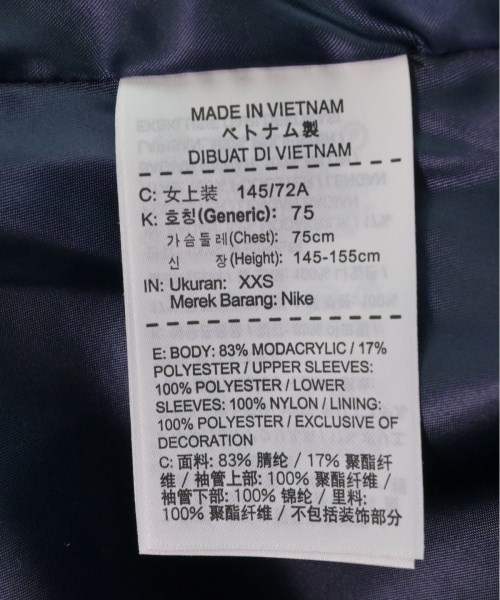 MADE IN VIETNAM
ベトナム製
DIBUAT DI VIETNAM
C: 女上装 145/72A
K: 호칭(Generic): 75
가슴둘레(Chest): 75cm
신 장(Height): 145-155cm
IN: Ukuran: XXS
Merek Barang: Nike
E: BODY: 83% MODACRYLIC / 17%
POLYESTER / UPPER SLEEVES:
100% POLYESTER / LOWER
SLEEVES: 100% NYLON / LINING:
100% POLYESTER / EXCLUSIVE OF
DECORATION
C: 面料: 83% 腈纶 / 17% 聚酯纤
维 / 袖管上部: 100% 聚酯纤维 /
袖管下部: 100% 锦纶 / 里料:
100% 聚酯纤维 / 不包括装饰部分